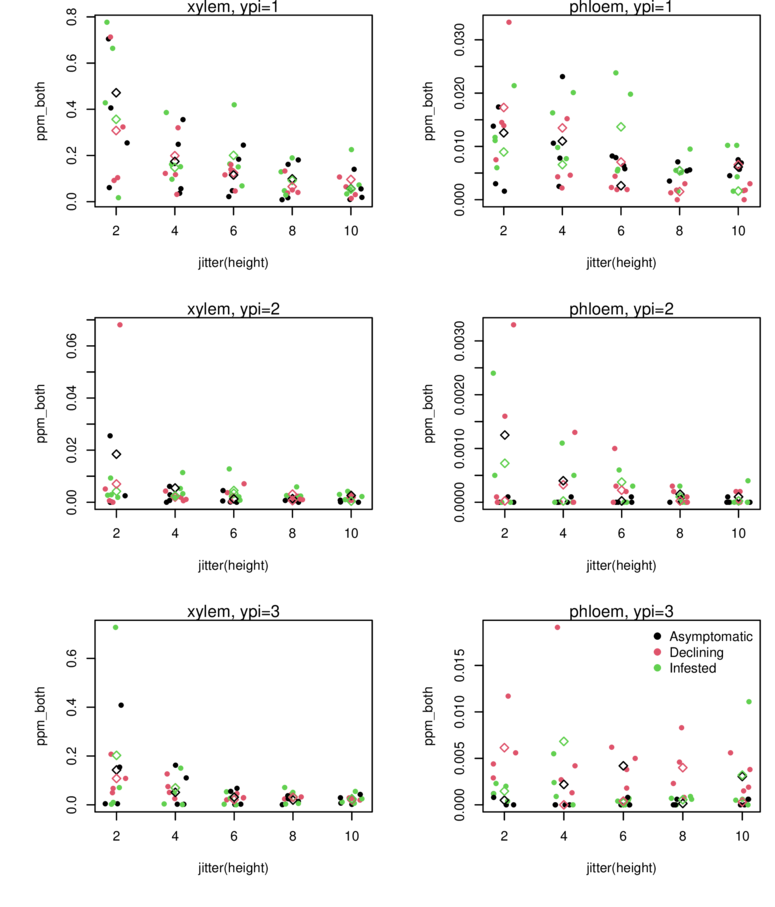 xylem, ypi=1
ppm_both
0.0
0.2
0.4
0.6
0.8
2 4 6 8 10
jitter(height)
phloem, ypi=1
ppm_both
0.000
0.010
0.020
0.030
2 4 6 8 10
jitter(height)
xylem, ypi=2
ppm_both
0.00
0.02
0.04
0.06
2 4 6 8 10
jitter(height)
phloem, ypi=2
ppm_both
0.0000
0.0010
0.0020
0.0030
2 4 6 8 10
jitter(height)
xylem, ypi=3
ppm_both
0.0
0.2
0.4
0.6
2 4 6 8 10
jitter(height)
phloem, ypi=3
ppm_both
0.000
0.005
0.010
0.015
Asymptomatic
Declining
Infested
2 4 6 8 10
jitter(height)